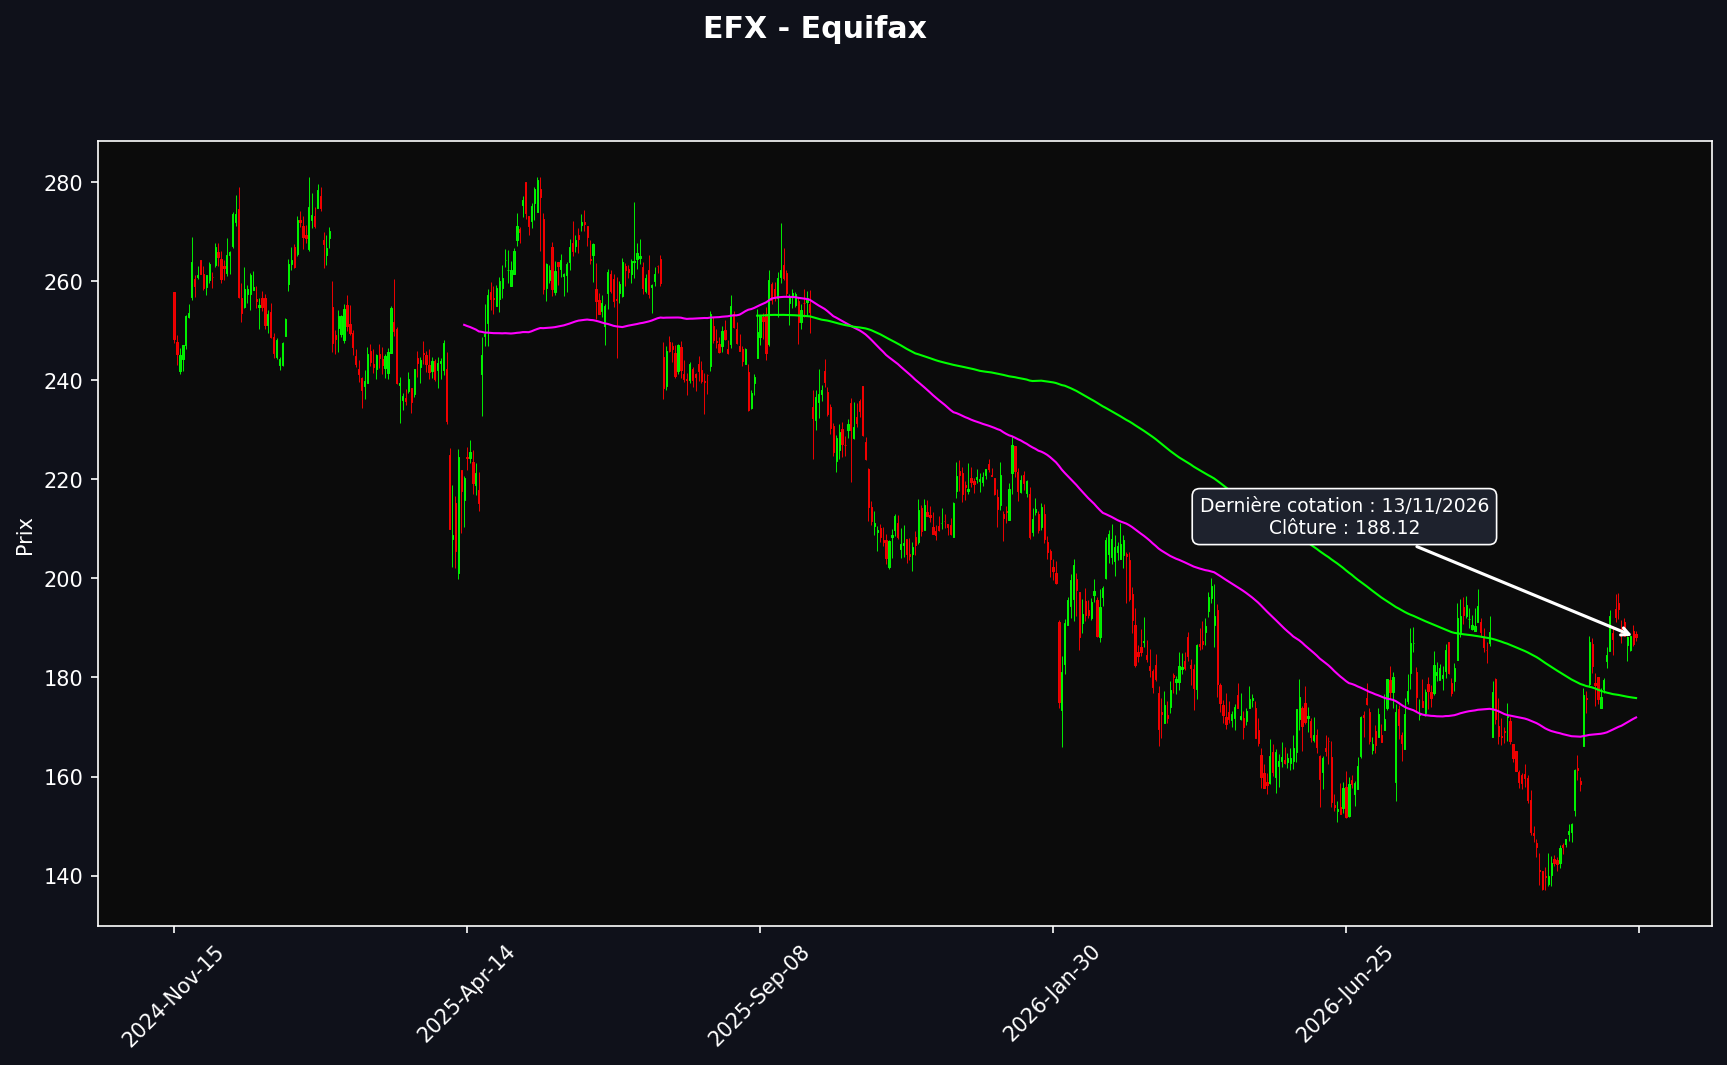 EFX - Equifax
Prix
280
260
240
220
200
180
160
140
Dernière cotation : 13/11/2026
Clôture : 188.12
2024-Nov-15
2025-Apr-14
2025-Sep-08
2026-Jan-30
2026-Jun-25